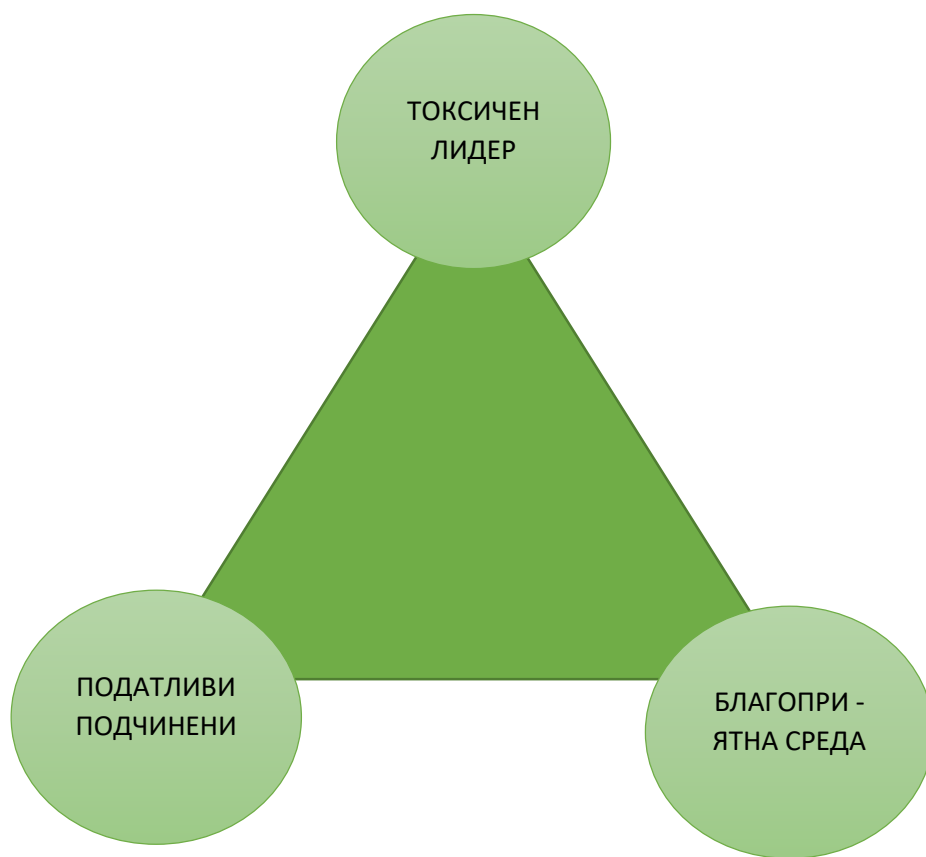 ТОКСИЧЕН
ЛИДЕР
ПОДАТЛИВИ
ПОДЧИНЕНИ
БЛАГОПРИ -
ЯТНА СРЕДА